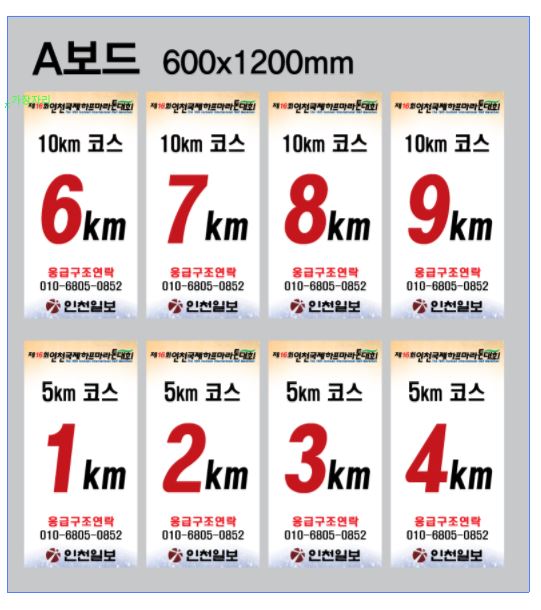 A보드 600x1200mm
가장자리
제16회 인천국제하프마라톤대회
10km 코스
6km
응급구조연락
010-6805-0852
인천일보
제16회 인천국제하프마라톤대회
10km 코스
7km
응급구조연락
010-6805-0852
인천일보
제16회 인천국제하프마라톤대회
10km 코스
8km
응급구조연락
010-6805-0852
인천일보
제16회 인천국제하프마라톤대회
10km 코스
9km
응급구조연락
010-6805-0852
인천일보
제16회 인천국제하프마라톤대회
5km 코스
1km
응급구조연락
010-6805-0852
인천일보
제16회 인천국제하프마라톤대회
5km 코스
2km
응급구조연락
010-6805-0852
인천일보
제16회 인천국제하프마라톤대회
5km 코스
3km
응급구조연락
010-6805-0852
인천일보
제16회 인천국제하프마라톤대회
5km 코스
4km
응급구조연락
010-6805-0852
인천일보